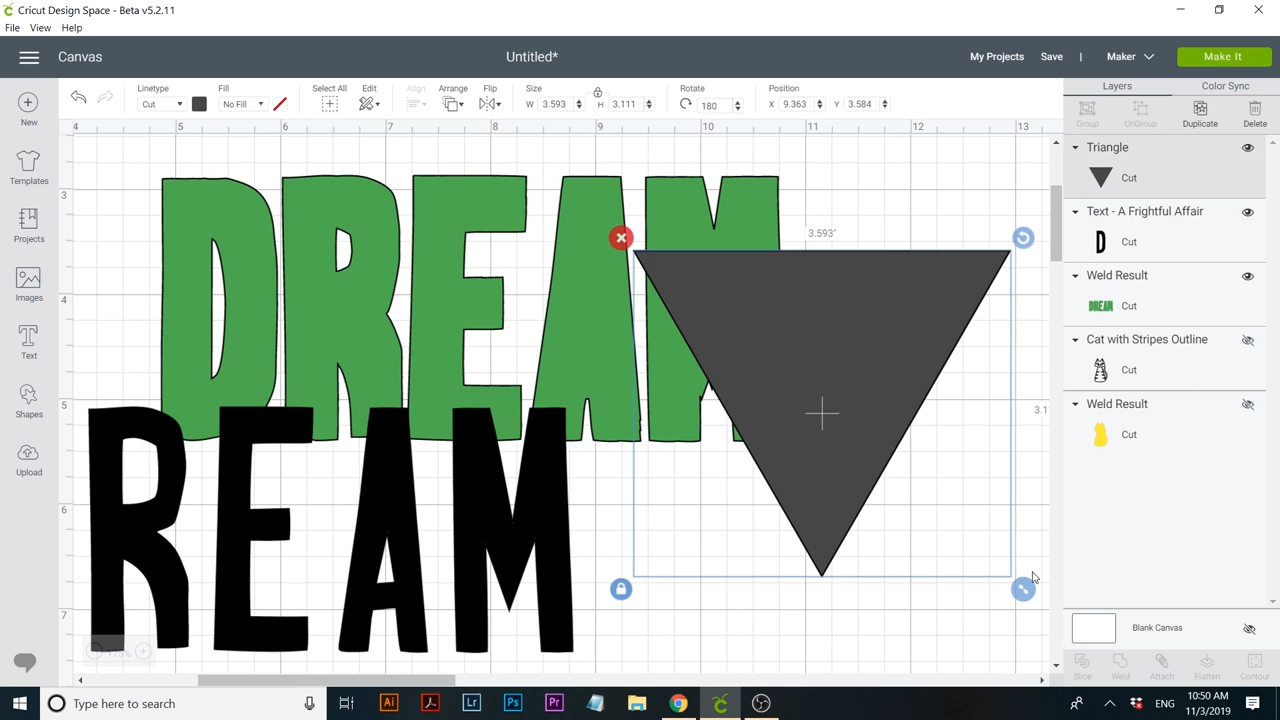 Cricut Design Space - Beta v5.2.11
File View Help
Canvas
Untitled*
My Projects Save | Maker Make It
Linetype Fill Select All Edit Align Arrange Flip Size Rotate Position
Cut No Fill W 3.593 H 3.111 180 X 9.363 Y 3.584
Layers Color Sync
Group UnGroup Duplicate Delete
4 5 6 7 8 9 10 11 12 13
New
Templates
Projects
Images
Text
Shapes
Upload
3
4
5
6
7
DREAM
3.593"
3.1
REAM
175%
Triangle
Cut
Text - A Frightful Affair
D Cut
Weld Result
DREAM Cut
Cat with Stripes Outline
Cut
Weld Result
Cut
Blank Canvas
Slice Weld Attach Flatten Contour
Type here to search
Ai Lr Ps Pr
ENG
10:50 AM
11/3/2019